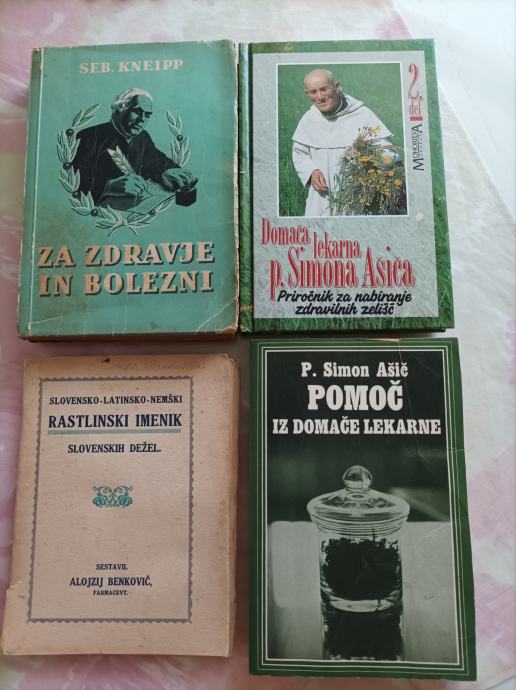 SEB. KNEIPP
ZA ZDRAVJE
IN BOLEZNI
2. del
MOHORJEVA
Domača
lekarna
p. Simona Ašiča
Priročnik za nabiranje
zdravilnih zelišč
SLOVENSKO-LATINSKO-NEMŠKI
RASTLINSKI IMENIK
SLOVENSKIH DEŽEL.
SESTAVIL
ALOJZIJ BENKOVIČ,
FARMACEVT.
P. Simon Ašič
POMOČ
IZ DOMAČE LEKARNE